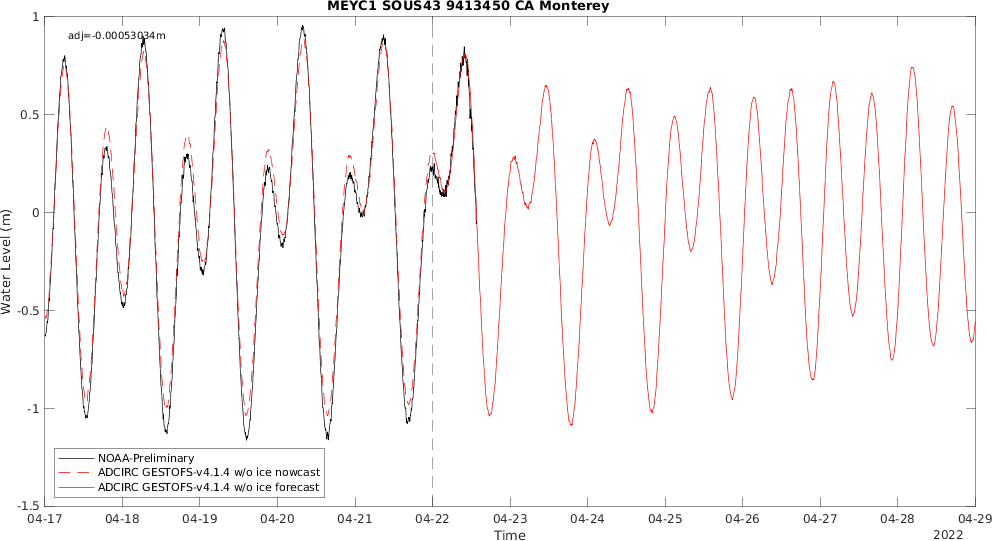 MEYC1 SOUS43 9413450 CA Monterey
adj=-0.00053034m
Water Level (m)
1
0.5
0
-0.5
-1
-1.5
NOAA-Preliminary
ADCIRC GESTOFS-v4.1.4 w/o ice nowcast
ADCIRC GESTOFS-v4.1.4 w/o ice forecast
04-17 04-18 04-19 04-20 04-21 04-22 04-23 04-24 04-25 04-26 04-27 04-28 04-29
Time
2022